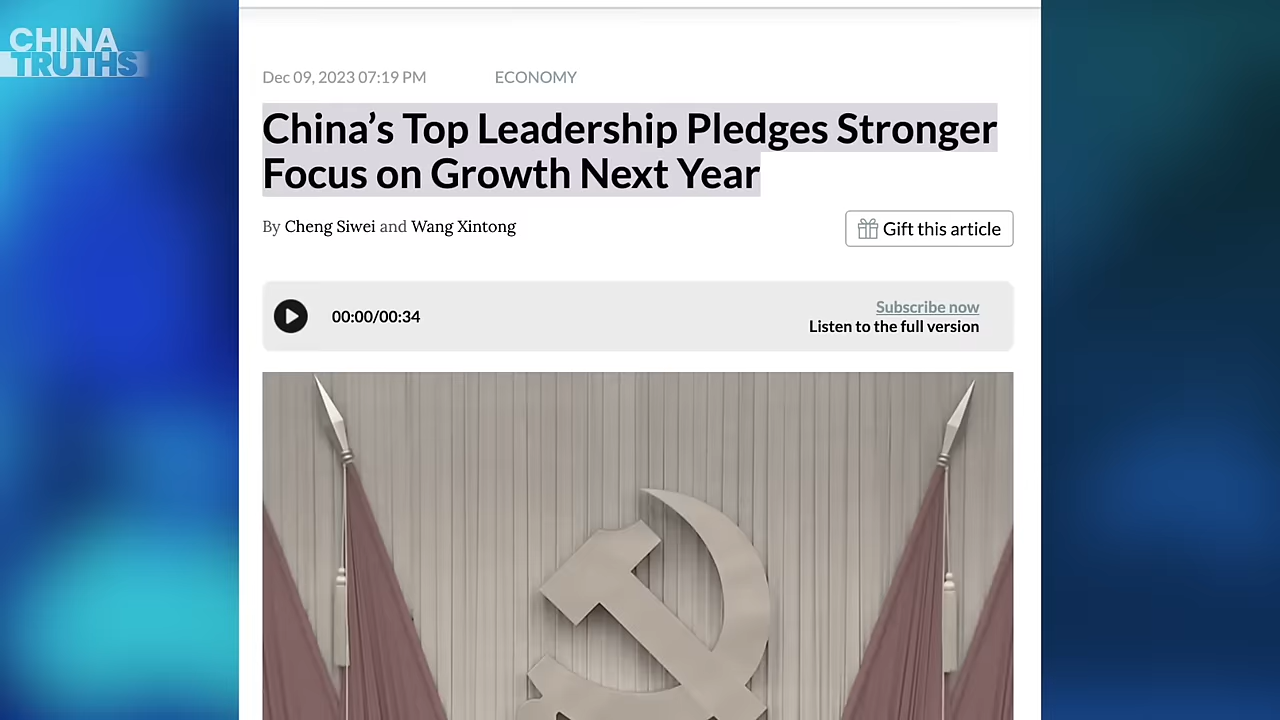 CHINA
TRUTHS
Dec 09, 2023 07:19 PM ECONOMY
China’s Top Leadership Pledges Stronger
Focus on Growth Next Year
By Cheng Siwei and Wang Xintong
Gift this article
00:00/00:34
Subscribe now
Listen to the full version